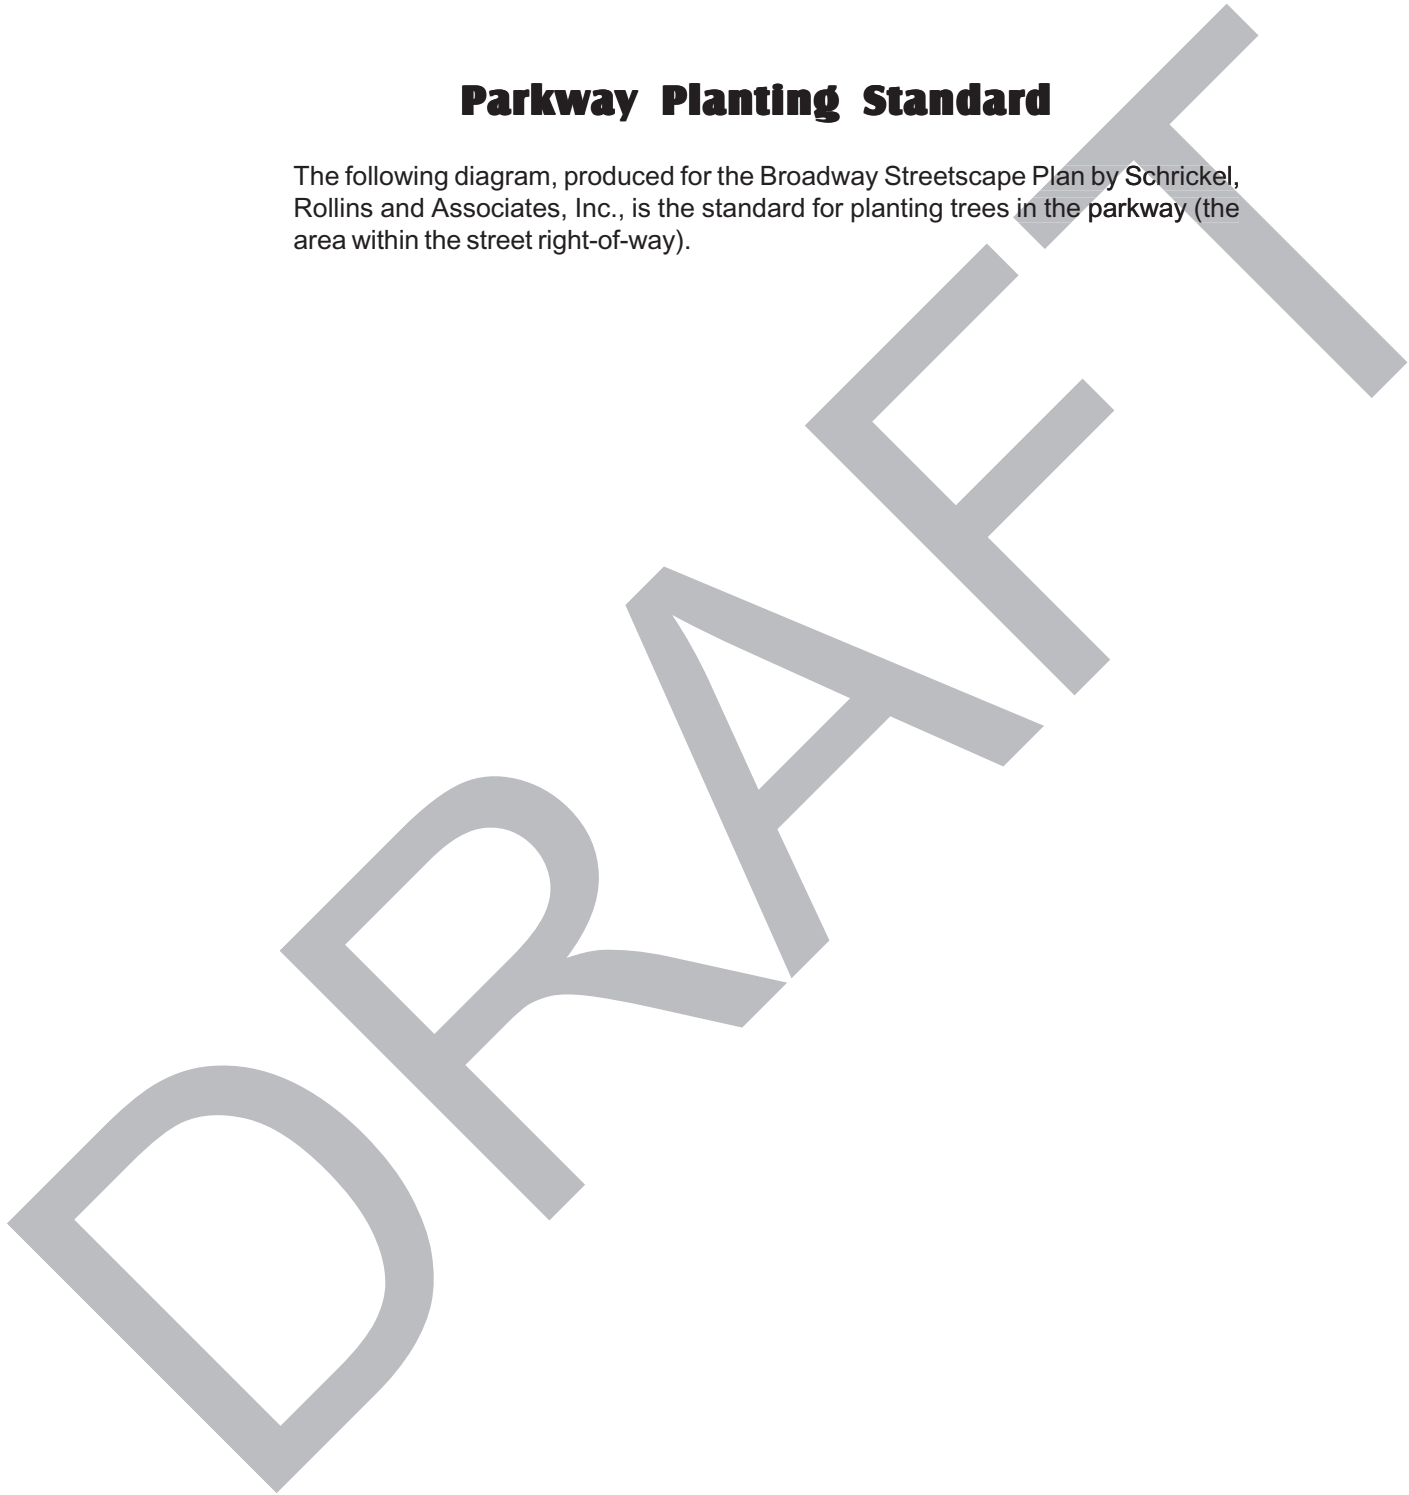 Parkway Planting Standard
The following diagram, produced for the Broadway Streetscape Plan by Schrickel,
Rollins and Associates, Inc., is the standard for planting trees in the parkway (the
area within the street right-of-way).
DRAFT